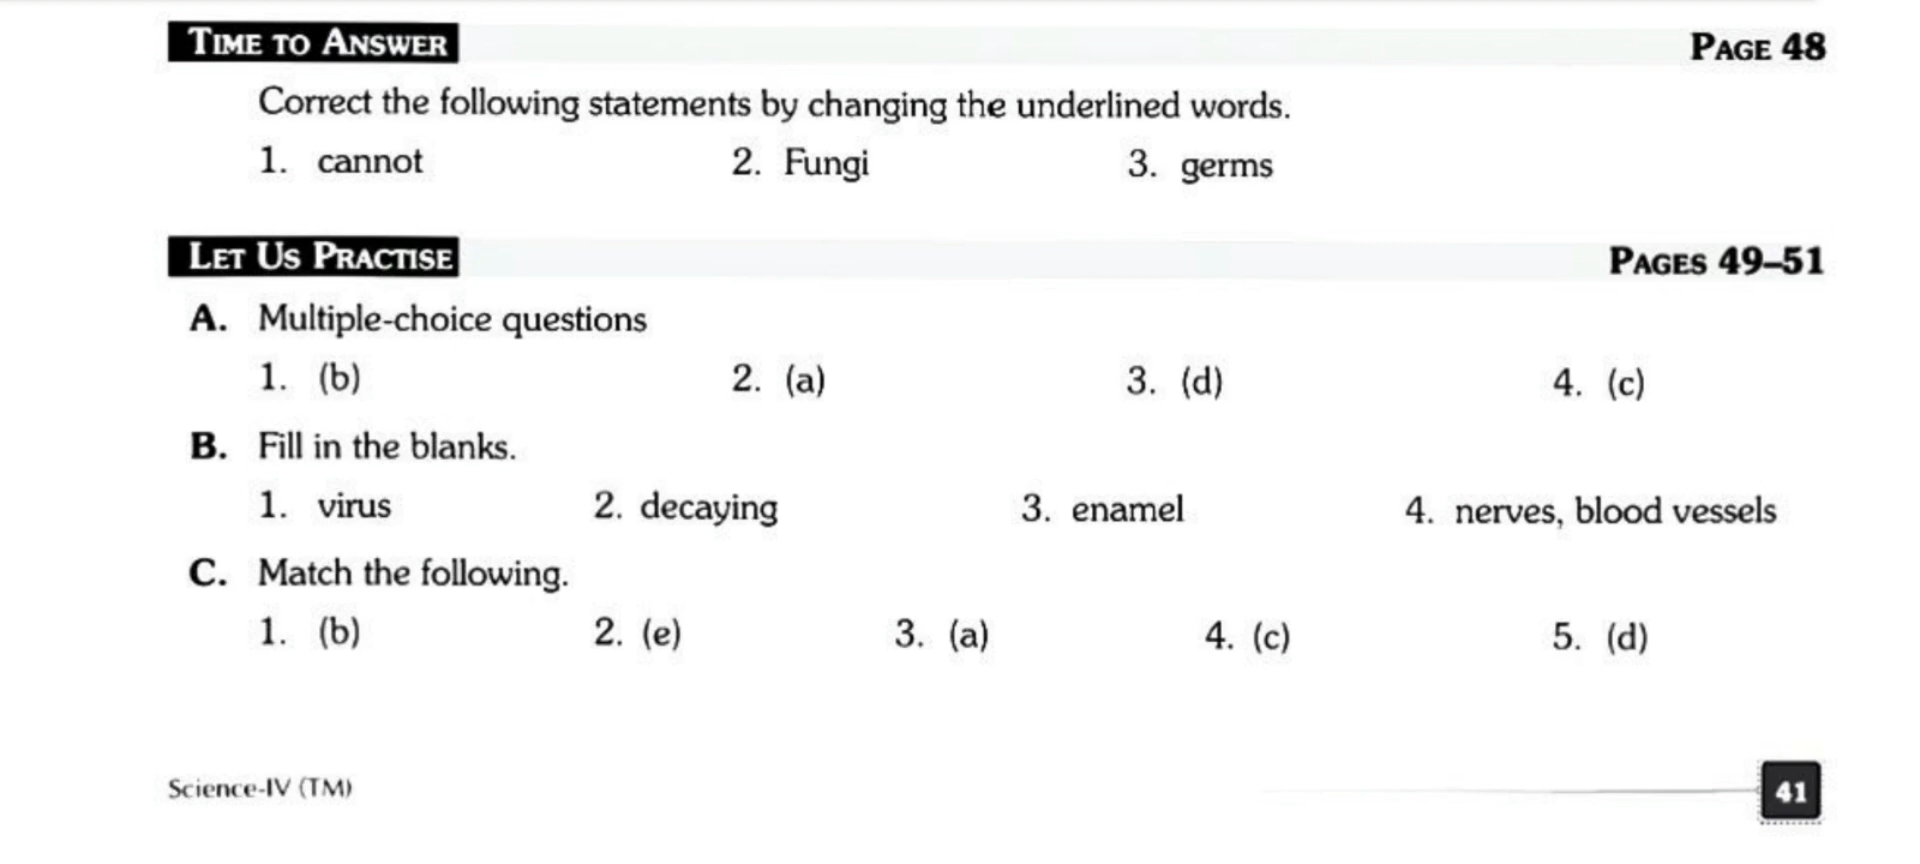 TIME TO ANSWER PAGE 48
Correct the following statements by changing the underlined words.
1. cannot 2. Fungi 3. germs
LET US PRACTISE PAGES 49–51
A. Multiple-choice questions
1. (b) 2. (a) 3. (d) 4. (c)
B. Fill in the blanks.
1. virus 2. decaying 3. enamel 4. nerves, blood vessels
C. Match the following.
1. (b) 2. (e) 3. (a) 4. (c) 5. (d)
Science-IV (TM) 41